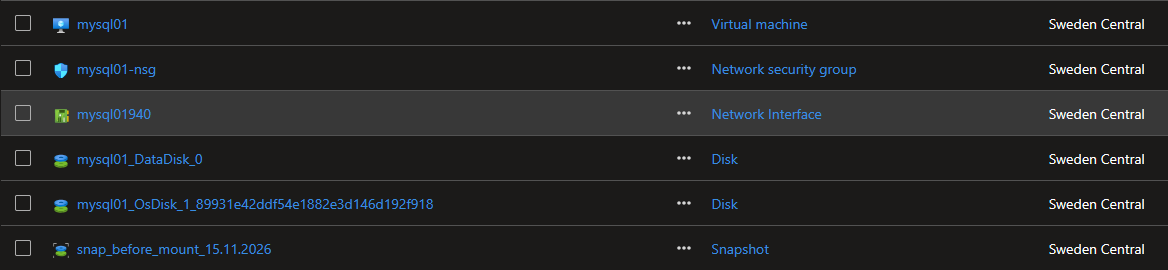 mysql01 ••• Virtual machine Sweden Central
mysql01-nsg ••• Network security group Sweden Central
mysql01940 ••• Network Interface Sweden Central
mysql01_DataDisk_0 ••• Disk Sweden Central
mysql01_OsDisk_1_89931e42ddf54e1882e3d146d192f918 ••• Disk Sweden Central
snap_before_mount_15.11.2026 ••• Snapshot Sweden Central